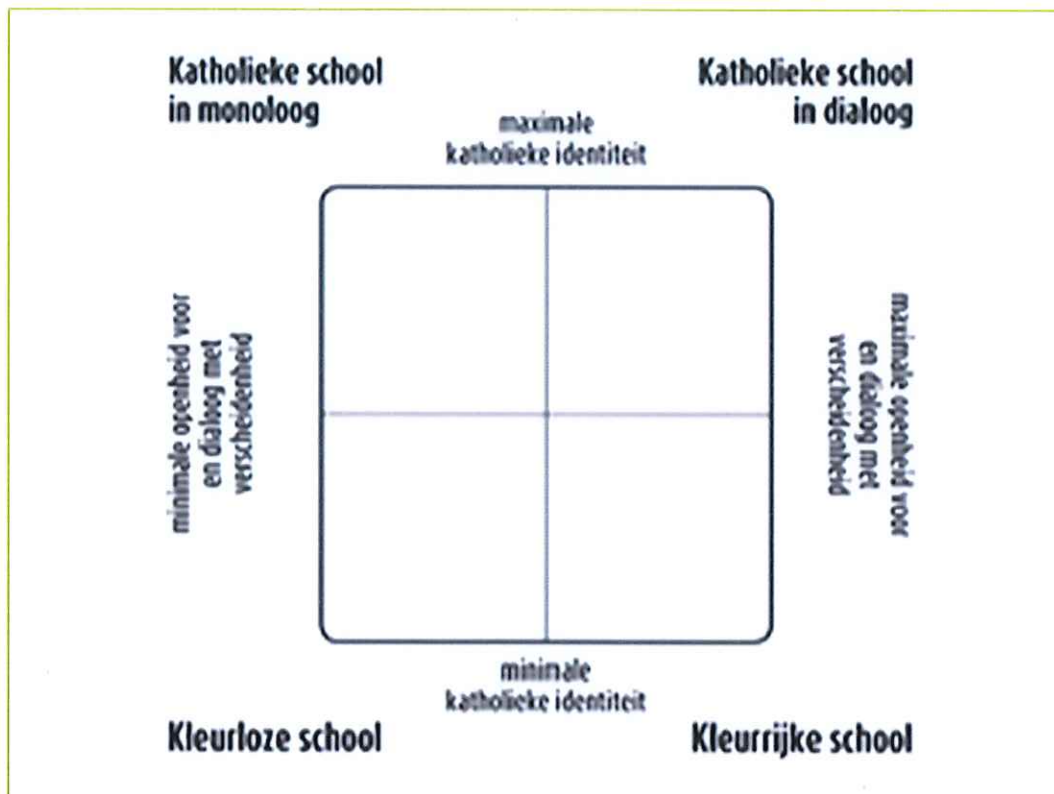 Katholieke school
in monoloog
Katholieke school
in dialoog
maximale
katholieke identiteit
minimale openheid voor
en dialoog met
verscheidenheid
maximale openheid voor
en dialoog met
verscheidenheid
minimale
katholieke identiteit
Kleurloze school
Kleurrijke school